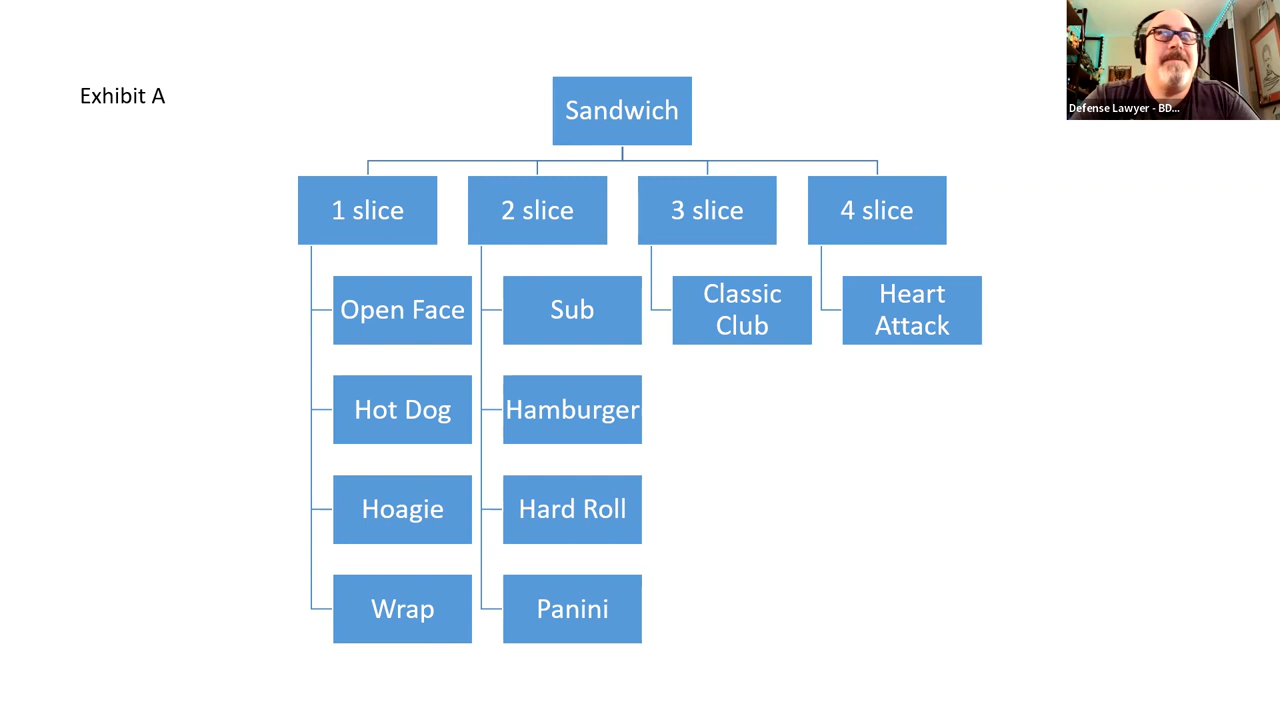 Exhibit A
Sandwich
1 slice
2 slice
3 slice
4 slice
Open Face
Sub
Classic
Club
Heart
Attack
Hot Dog
Hamburger
Hoagie
Hard Roll
Wrap
Panini
Defense Lawyer - BD...